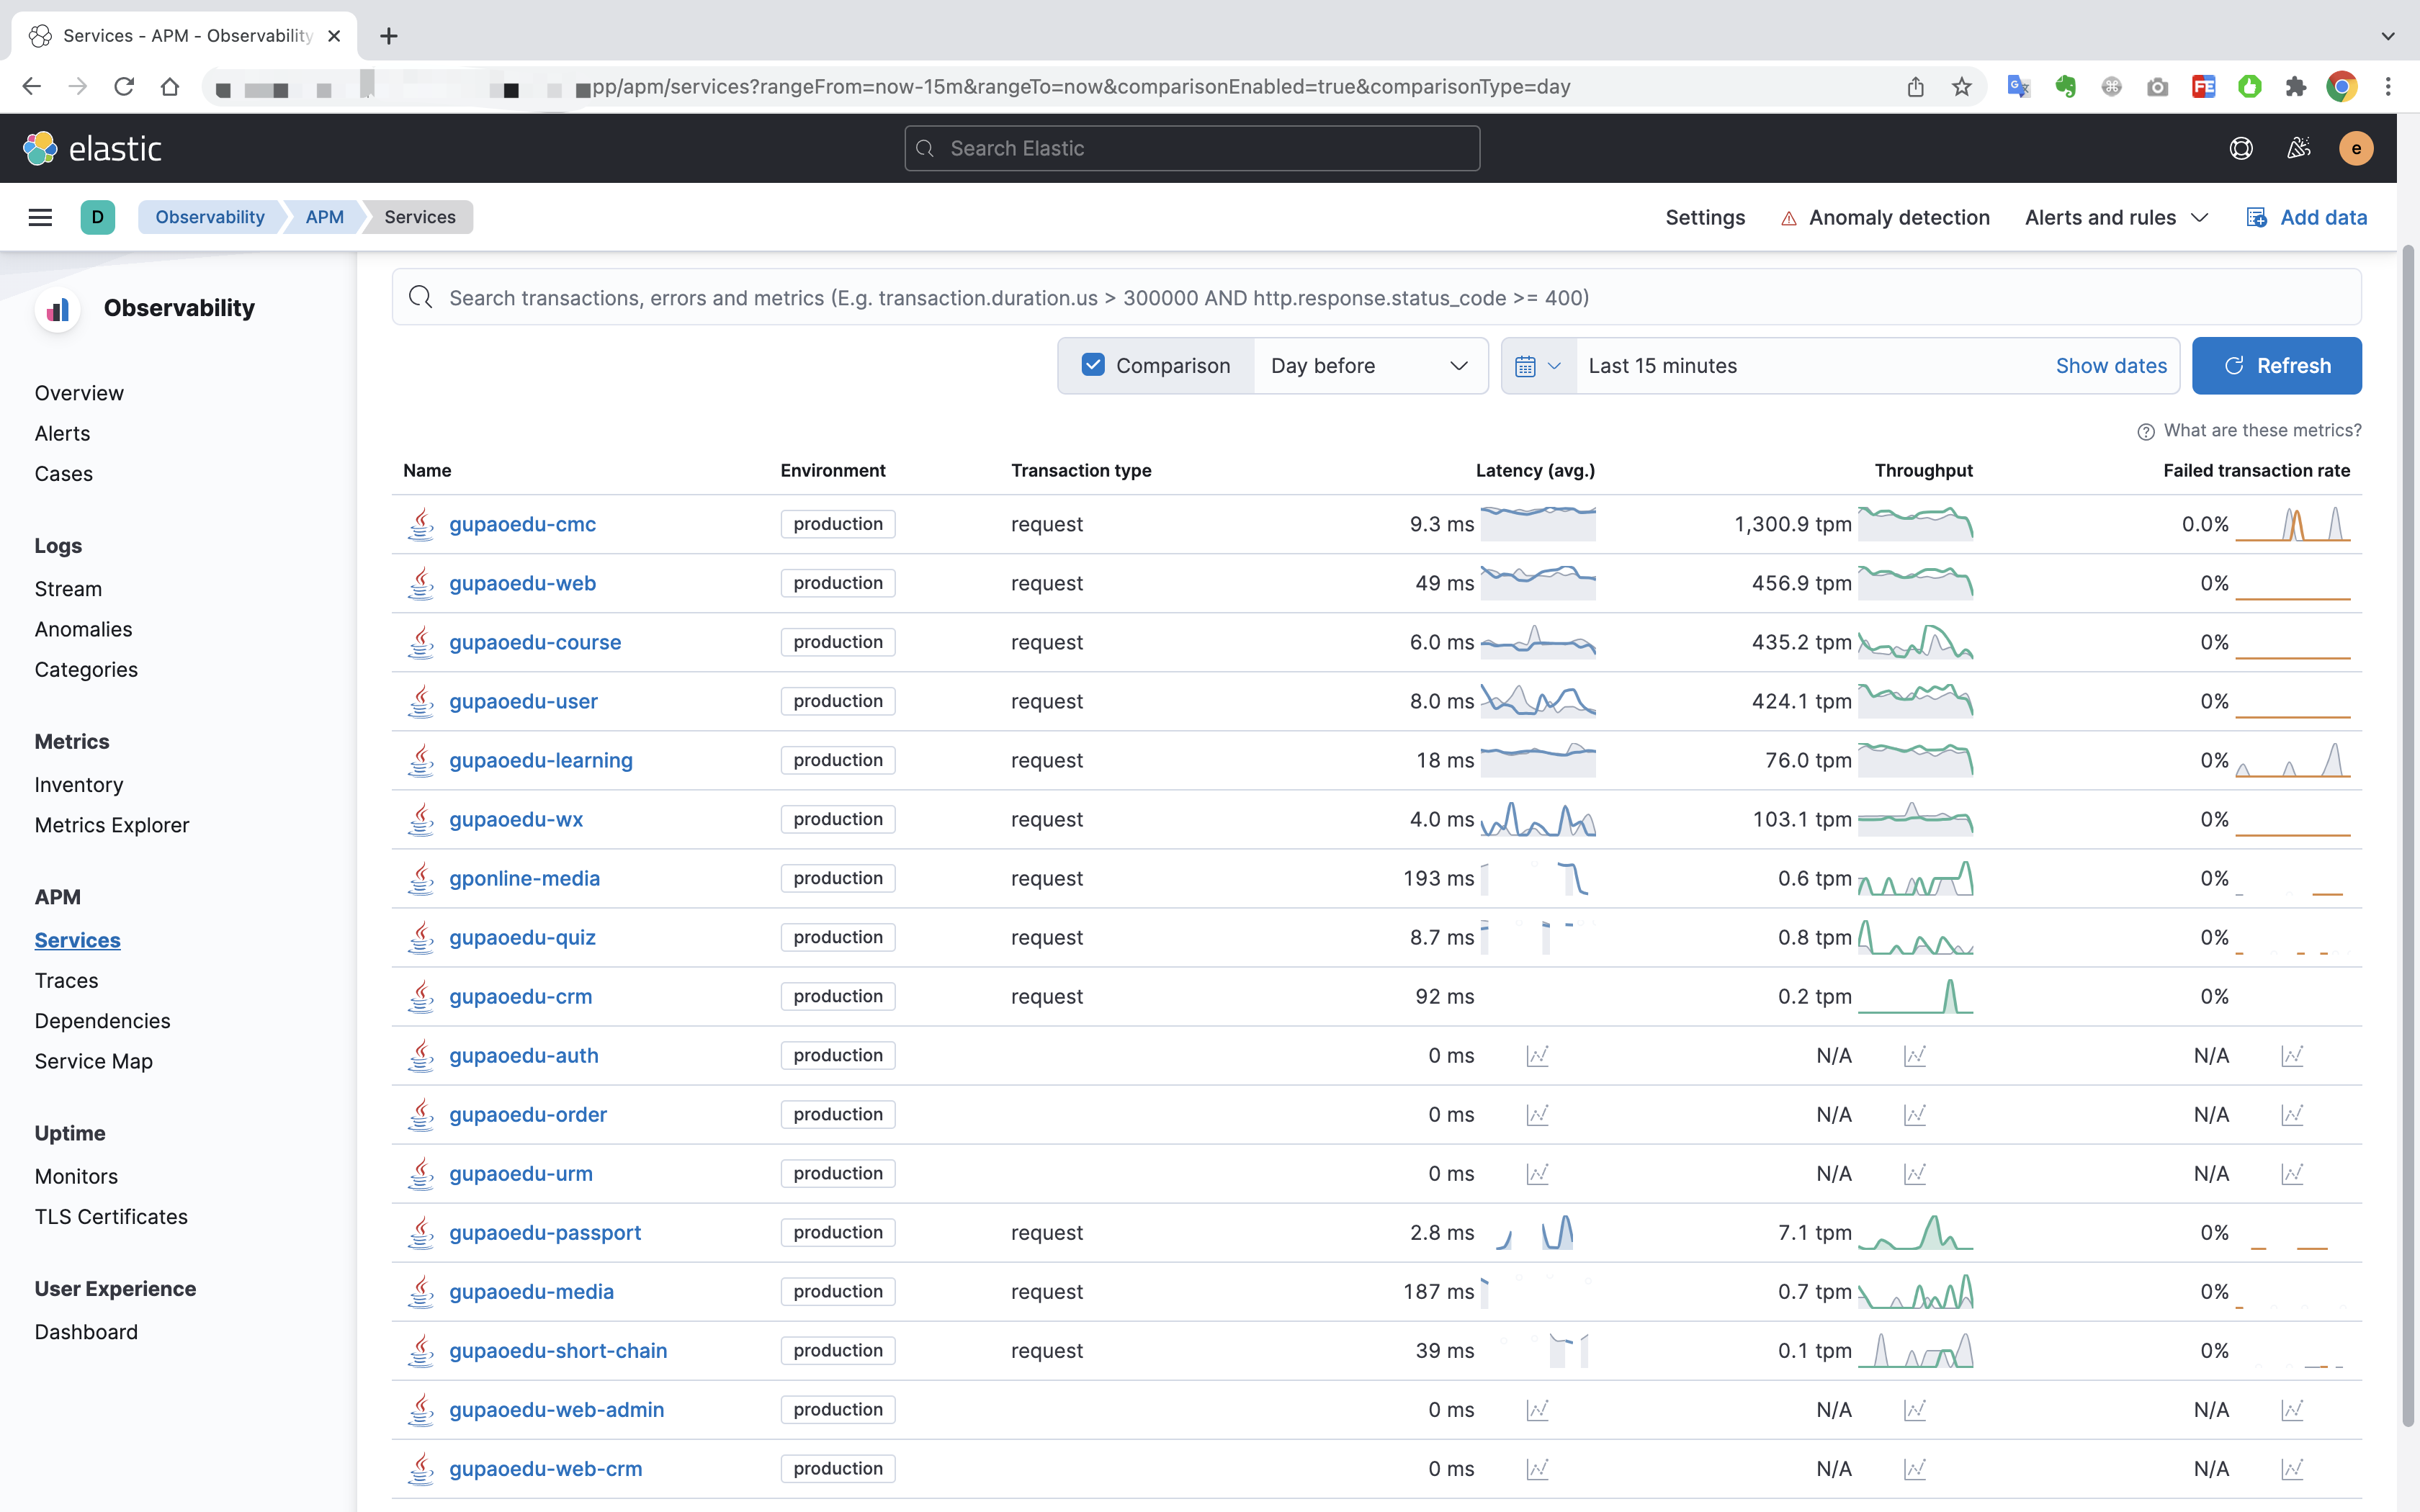 Services - APM - Observability
pp/apm/services?rangeFrom=now-15m&rangeTo=now&comparisonEnabled=true&comparisonType=day
elastic
Search Elastic
e
D
Observability
APM
Services
Settings
Anomaly detection
Alerts and rules
Add data
Observability
Overview
Alerts
Cases
Logs
Stream
Anomalies
Categories
Metrics
Inventory
Metrics Explorer
APM
Services
Traces
Dependencies
Service Map
Uptime
Monitors
TLS Certificates
User Experience
Dashboard
Search transactions, errors and metrics (E.g. transaction.duration.us > 300000 AND http.response.status_code >= 400)
Comparison
Day before
Last 15 minutes
Show dates
Refresh
What are these metrics?
Name Environment Transaction type Latency (avg.) Throughput Failed transaction rate
gupaoedu-cmc production request 9.3 ms 1,300.9 tpm 0.0%
gupaoedu-web production request 49 ms 456.9 tpm 0%
gupaoedu-course production request 6.0 ms 435.2 tpm 0%
gupaoedu-user production request 8.0 ms 424.1 tpm 0%
gupaoedu-learning production request 18 ms 76.0 tpm 0%
gupaoedu-wx production request 4.0 ms 103.1 tpm 0%
gponline-media production request 193 ms 0.6 tpm 0%
gupaoedu-quiz production request 8.7 ms 0.8 tpm 0%
gupaoedu-crm production request 92 ms 0.2 tpm 0%
gupaoedu-auth production 0 ms N/A N/A
gupaoedu-order production 0 ms N/A N/A
gupaoedu-urm production 0 ms N/A N/A
gupaoedu-passport production request 2.8 ms 7.1 tpm 0%
gupaoedu-media production request 187 ms 0.7 tpm 0%
gupaoedu-short-chain production request 39 ms 0.1 tpm 0%
gupaoedu-web-admin production 0 ms N/A N/A
gupaoedu-web-crm production 0 ms N/A N/A